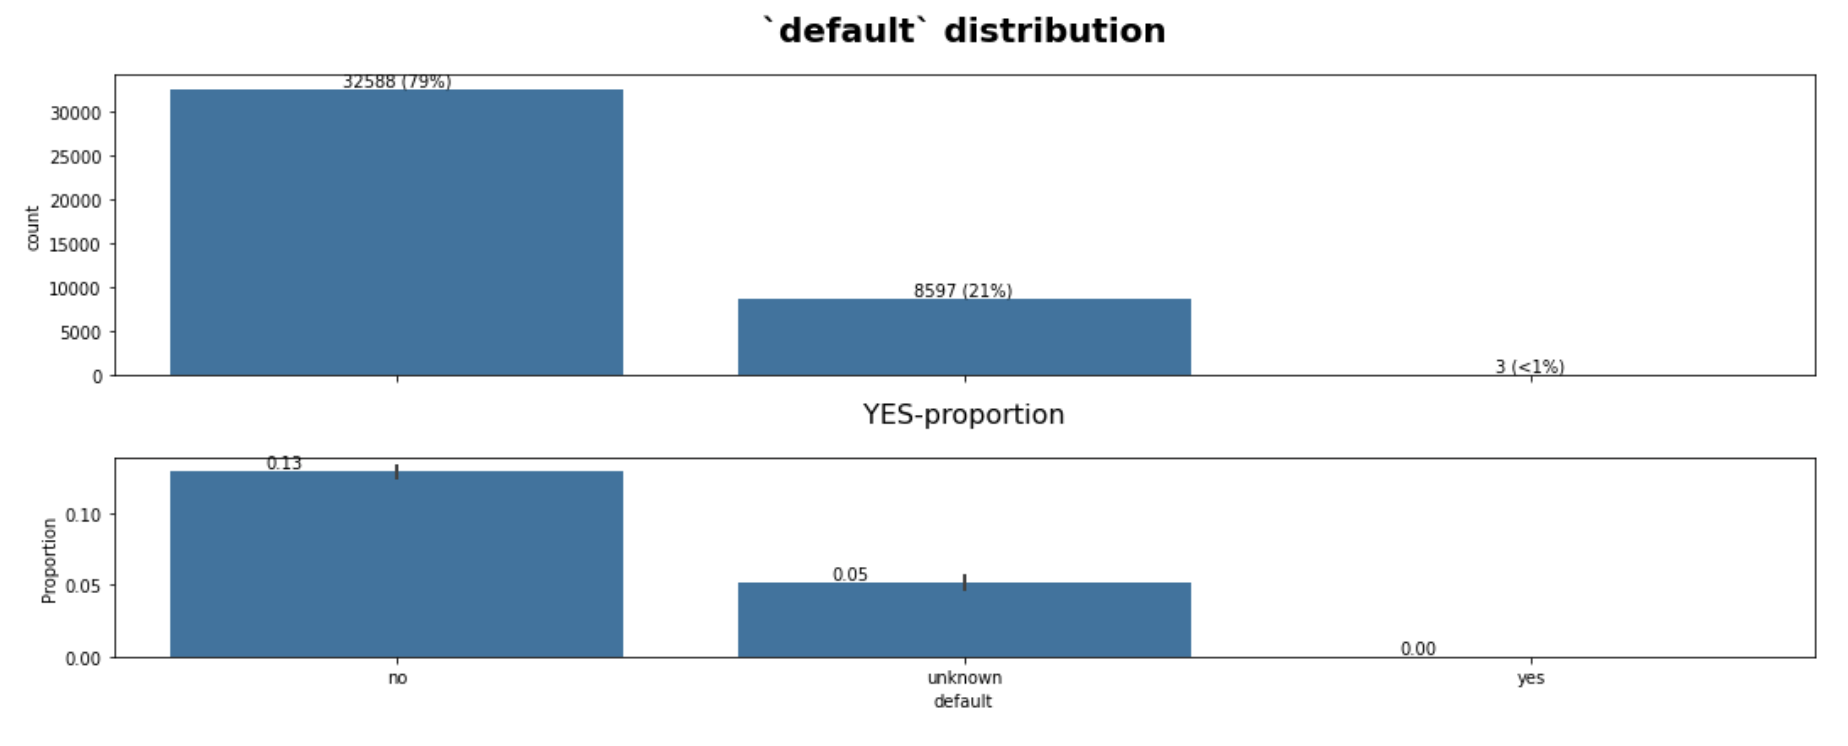 `default` distribution
32588 (79%)
30000
25000
20000
15000
10000
5000
0
count
8597 (21%)
3 (<1%)
YES-proportion
0.13
0.10
0.05
0.00
Proportion
0.05
0.00
no
unknown
yes
default